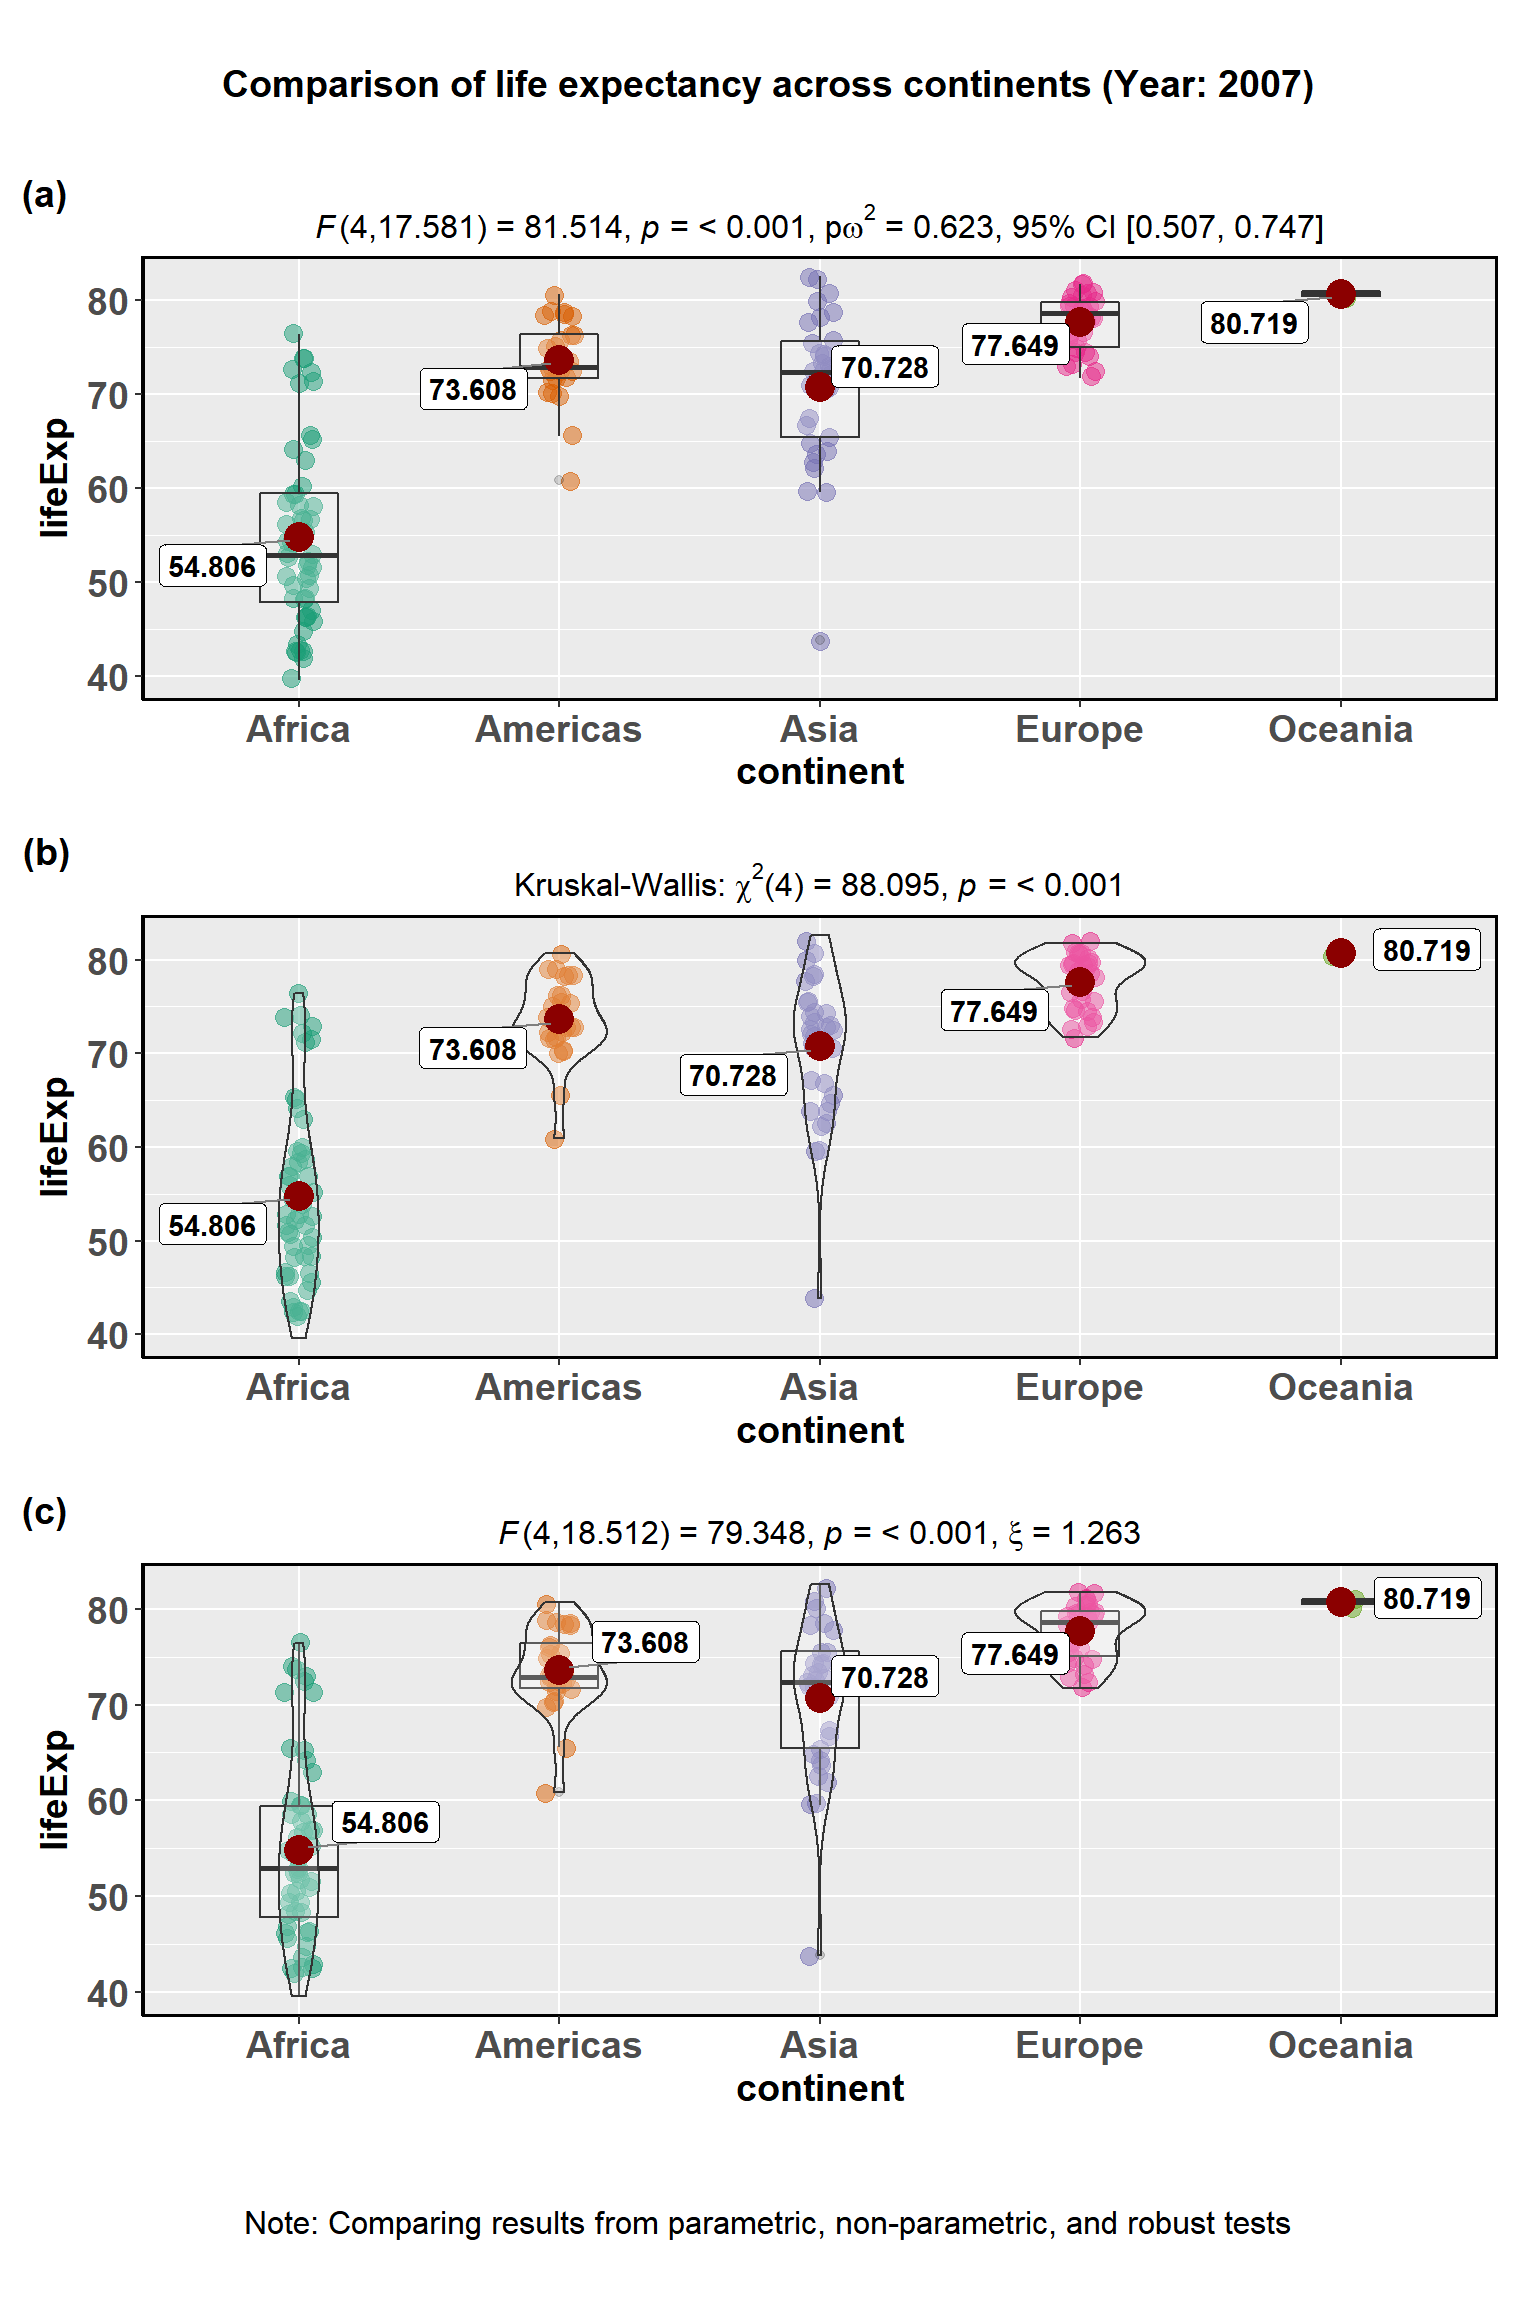 Comparison of life expectancy across continents (Year: 2007)
(a)
F(4,17.581) = 81.514, p = < 0.001, pω² = 0.623, 95% CI [0.507, 0.747]
lifeExp
80
70
60
50
40
54.806
73.608
70.728
77.649
80.719
Africa Americas Asia Europe Oceania
continent
(b)
Kruskal-Wallis: χ²(4) = 88.095, p = < 0.001
lifeExp
80
70
60
50
40
54.806
73.608
70.728
77.649
80.719
Africa Americas Asia Europe Oceania
continent
(c)
F(4,18.512) = 79.348, p = < 0.001, ξ = 1.263
lifeExp
80
70
60
50
40
54.806
73.608
70.728
77.649
80.719
Africa Americas Asia Europe Oceania
continent
Note: Comparing results from parametric, non-parametric, and robust tests